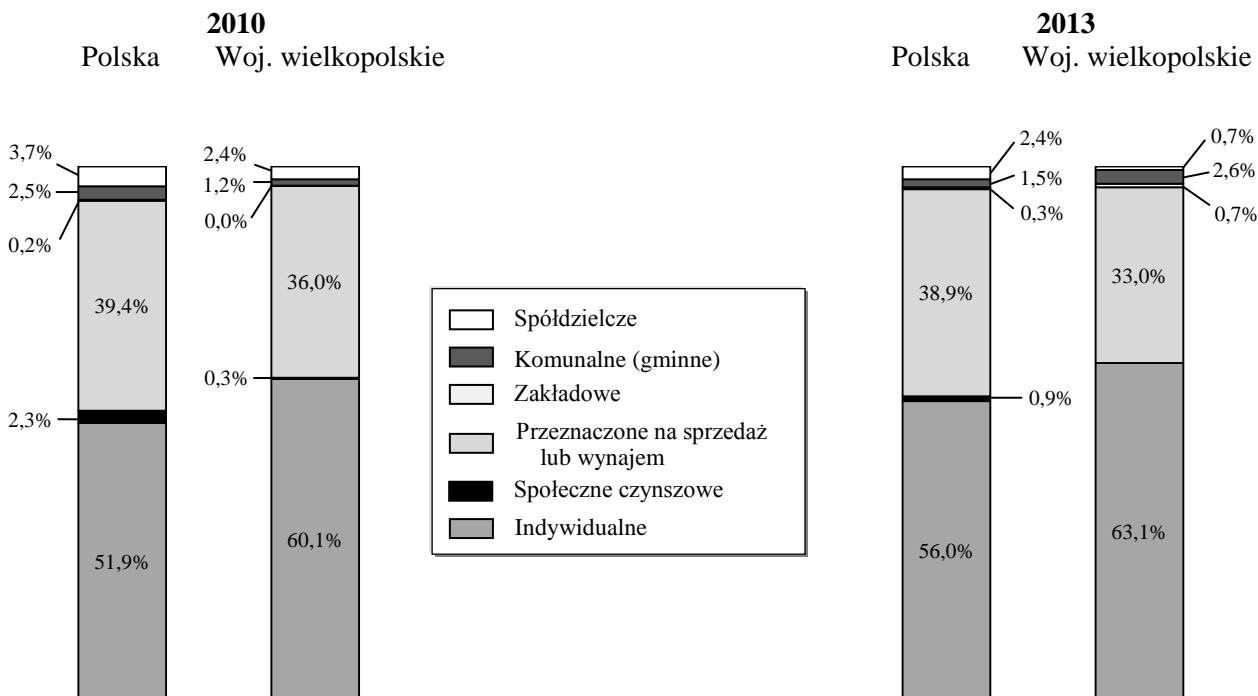 2010
Polska Woj. wielkopolskie
3,7%
2,5%
0,2%
39,4%
2,3%
51,9%
2,4%
1,2%
0,0%
36,0%
0,3%
60,1%
Spółdzielcze
Komunalne (gminne)
Zakładowe
Przeznaczone na sprzedaż
lub wynajem
Społeczne czynszowe
Indywidualne
2013
Polska Woj. wielkopolskie
2,4%
1,5%
0,3%
38,9%
0,9%
56,0%
0,7%
2,6%
0,7%
33,0%
63,1%